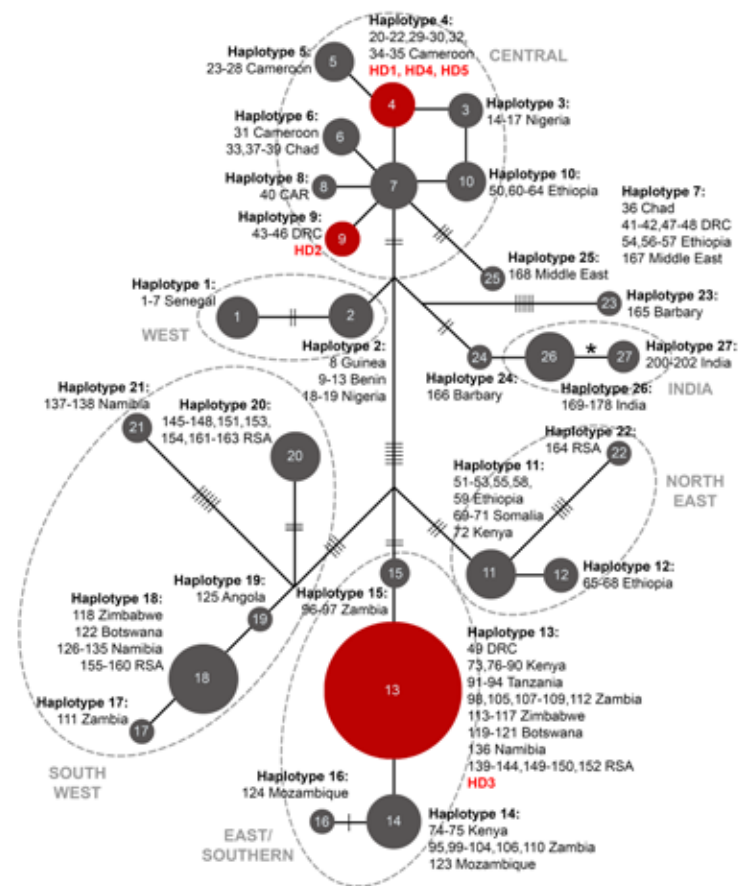 Haplotype 4:
20-22,29-30,32,
34-35 Cameroon
HD1, HD4, HD5
CENTRAL
Haplotype 5:
23-28 Cameroon
5
4
3
Haplotype 3:
14-17 Nigeria
Haplotype 6:
31 Cameroon
33,37-39 Chad
6
Haplotype 8:
40 CAR
8
7
10
Haplotype 10:
50,60-64 Ethiopia
Haplotype 7:
36 Chad
41-42,47-48 DRC
54,56-57 Ethiopia
167 Middle East
Haplotype 9:
43-46 DRC
HD2
9
25
Haplotype 25:
168 Middle East
Haplotype 1:
1-7 Senegal
1
2
WEST
Haplotype 2:
8 Guinea
9-13 Benin
18-19 Nigeria
23
Haplotype 23:
165 Barbary
24
Haplotype 24:
166 Barbary
26
*
27
Haplotype 27:
200-202 India
Haplotype 26:
169-178 India
INDIA
Haplotype 21:
137-138 Namibia
21
Haplotype 20:
145-148,151,153,
154,161-163 RSA
20
Haplotype 22:
164 RSA
22
NORTH
EAST
Haplotype 11:
51-53,55,58,
59 Ethiopia
69-71 Somalia
72 Kenya
11
12
Haplotype 12:
65-68 Ethiopia
Haplotype 19:
125 Angola
19
Haplotype 15:
96-97 Zambia
15
Haplotype 18:
118 Zimbabwe
122 Botswana
126-135 Namibia
155-160 RSA
18
Haplotype 17:
111 Zambia
17
SOUTH
WEST
13
Haplotype 13:
49 DRC
73,76-90 Kenya
91-94 Tanzania
98,105,107-109,112 Zambia
113-117 Zimbabwe
119-121 Botswana
136 Namibia
139-144,149-150,152 RSA
HD3
Haplotype 16:
124 Mozambique
16
14
Haplotype 14:
74-75 Kenya
95,99-104,106,110 Zambia
123 Mozambique
EAST/
SOUTHERN